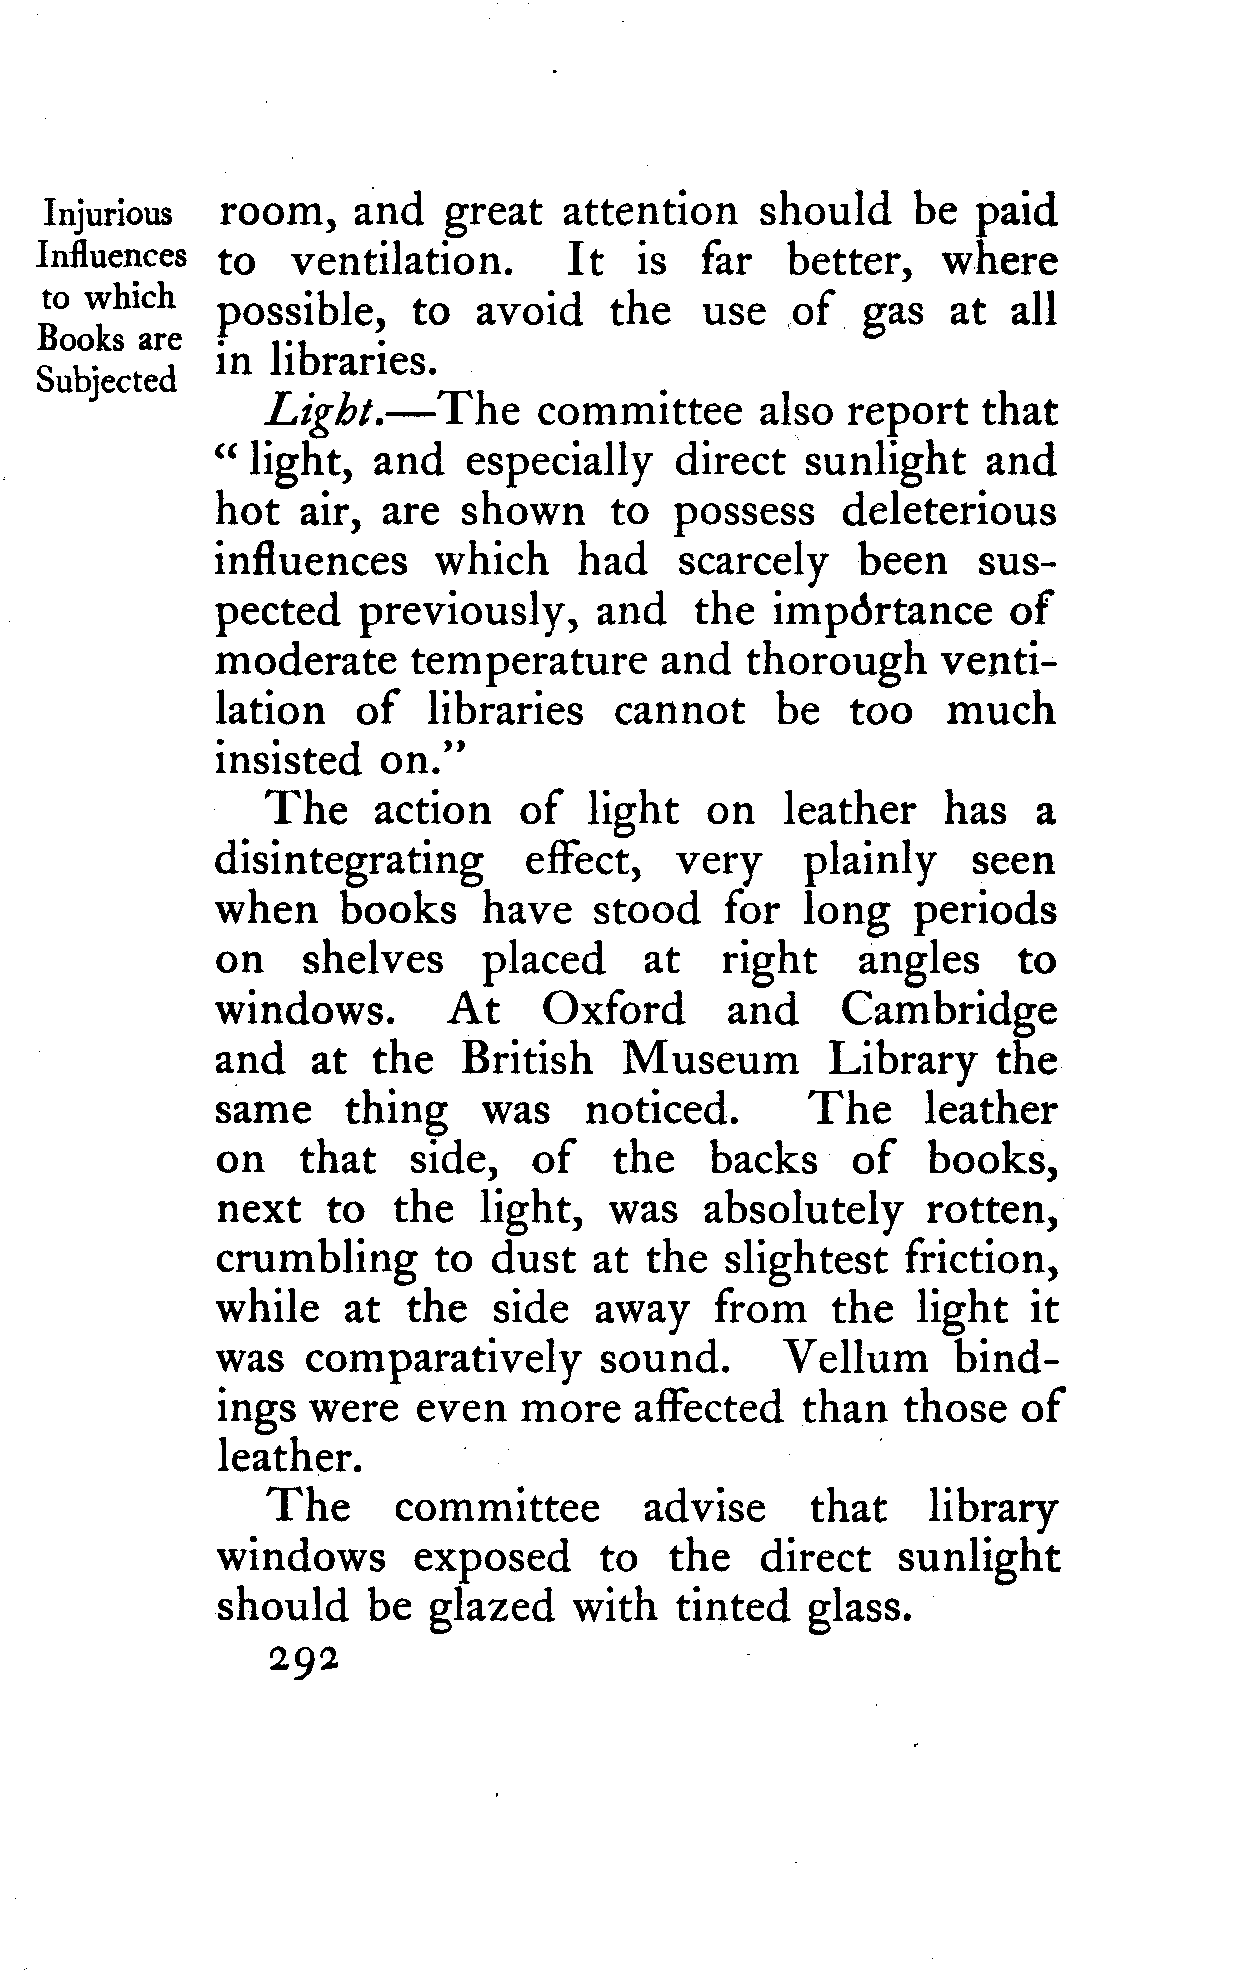 Injurious
Influences
to which
Books are
Subjected
room, and great attention should be paid
to ventilation. It is far better, where
possible, to avoid the use of gas at all
in libraries.
Light.—The committee also report that
“ light, and especially direct sunlight and
hot air, are shown to possess deleterious
influences which had scarcely been sus-
pected previously, and the importance of
moderate temperature and thorough venti-
lation of libraries cannot be too much
insisted on.”
The action of light on leather has a
disintegrating effect, very plainly seen
when books have stood for long periods
on shelves placed at right angles to
windows. At Oxford and Cambridge
and at the British Museum Library the
same thing was noticed. The leather
on that side, of the backs of books,
next to the light, was absolutely rotten,
crumbling to dust at the slightest friction,
while at the side away from the light it
was comparatively sound. Vellum bind-
ings were even more affected than those of
leather.
The committee advise that library
windows exposed to the direct sunlight
should be glazed with tinted glass.
292